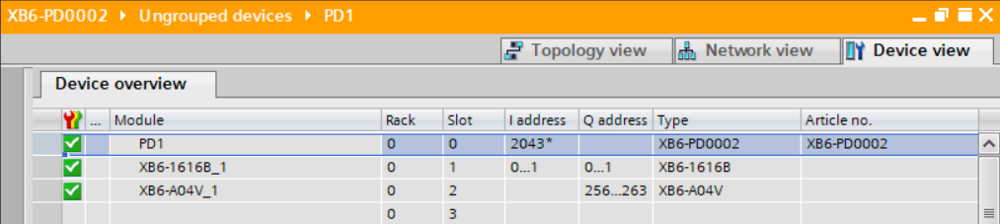 XB6-PD0002 ▸ Ungrouped devices ▸ PD1
Topology view Network view Device view
Device overview
... Module Rack Slot I address Q address Type Article no.
PD1 0 0 2043* XB6-PD0002 XB6-PD0002
XB6-1616B_1 0 1 0...1 0...1 XB6-1616B
XB6-A04V_1 0 2 256...263 XB6-A04V
0 3